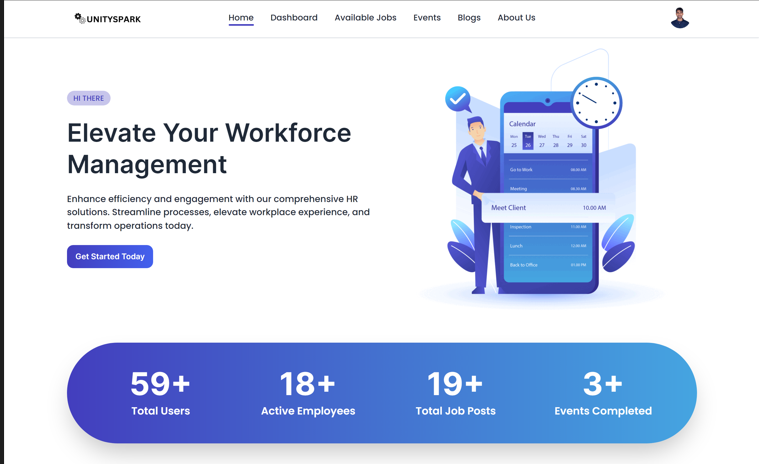 UNITYSPARK
Home Dashboard Available Jobs Events Blogs About Us
HI THERE
Elevate Your Workforce
Management
Enhance efficiency and engagement with our comprehensive HR
solutions. Streamline processes, elevate workplace experience, and
transform operations today.
Get Started Today
Calendar
Mon Tue Wed Thu Fri Sat
25 26 27 28 29 30
Go to Work 08.00 AM
Meeting 08.30 AM
Meet Client 10.00 AM
Inspection 11.00 AM
Lunch 12.00 AM
Back to Office 01.30 PM
59+ 18+ 19+ 3+
Total Users Active Employees Total Job Posts Events Completed